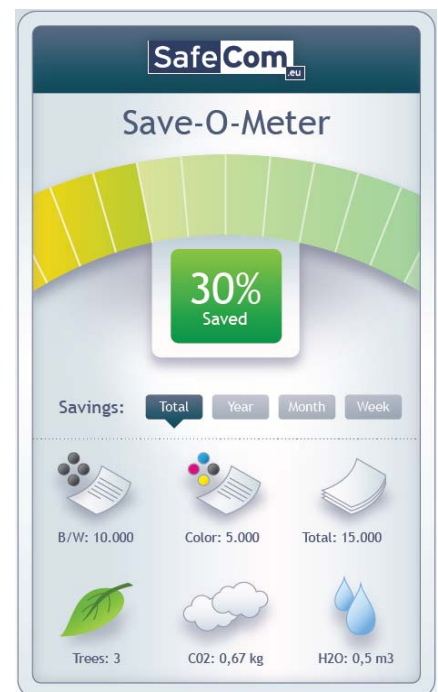 SafeCom
.eu
Save-O-Meter
30%
Saved
Savings: Total Year Month Week
B/W: 10.000 Color: 5.000 Total: 15.000
Trees: 3 C02: 0,67 kg H2O: 0,5 m3